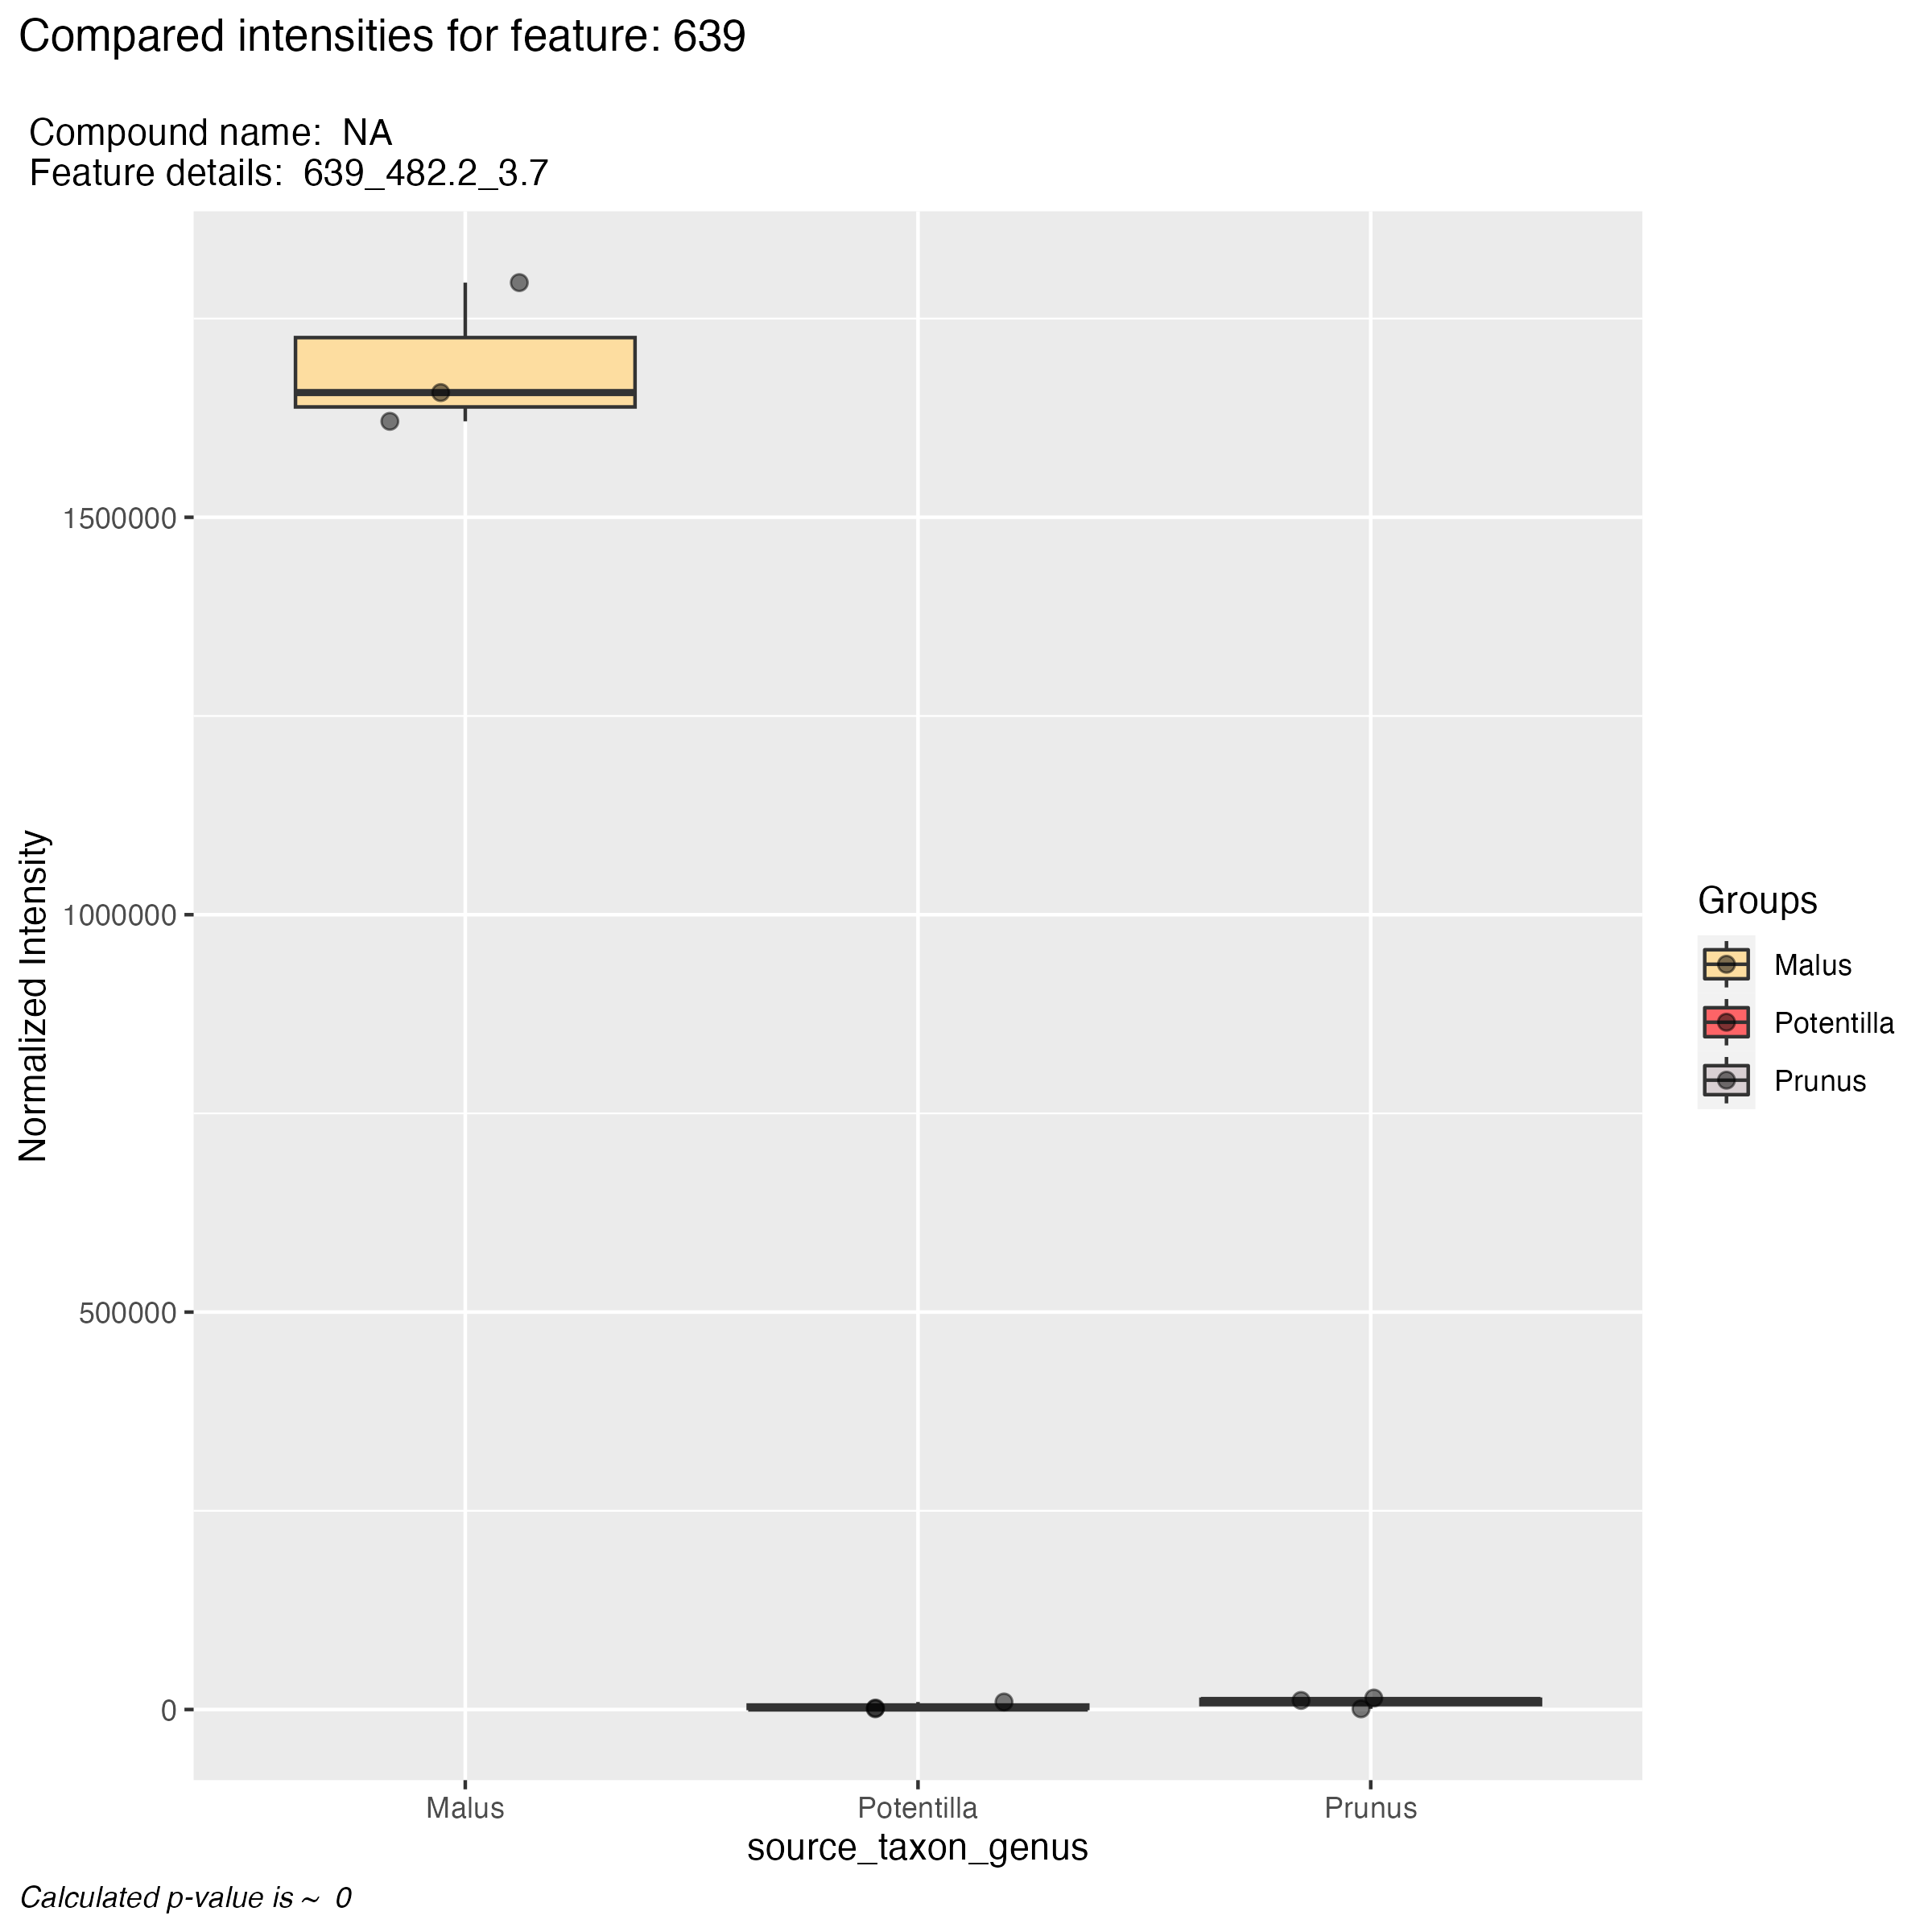 Compared intensities for feature: 639
Compound name:  NA
Feature details:  639_482.2_3.7
Normalized Intensity
1500000
1000000
500000
0
Malus
Potentilla
Prunus
source_taxon_genus
Groups
Malus
Potentilla
Prunus
Calculated p-value is ~  0